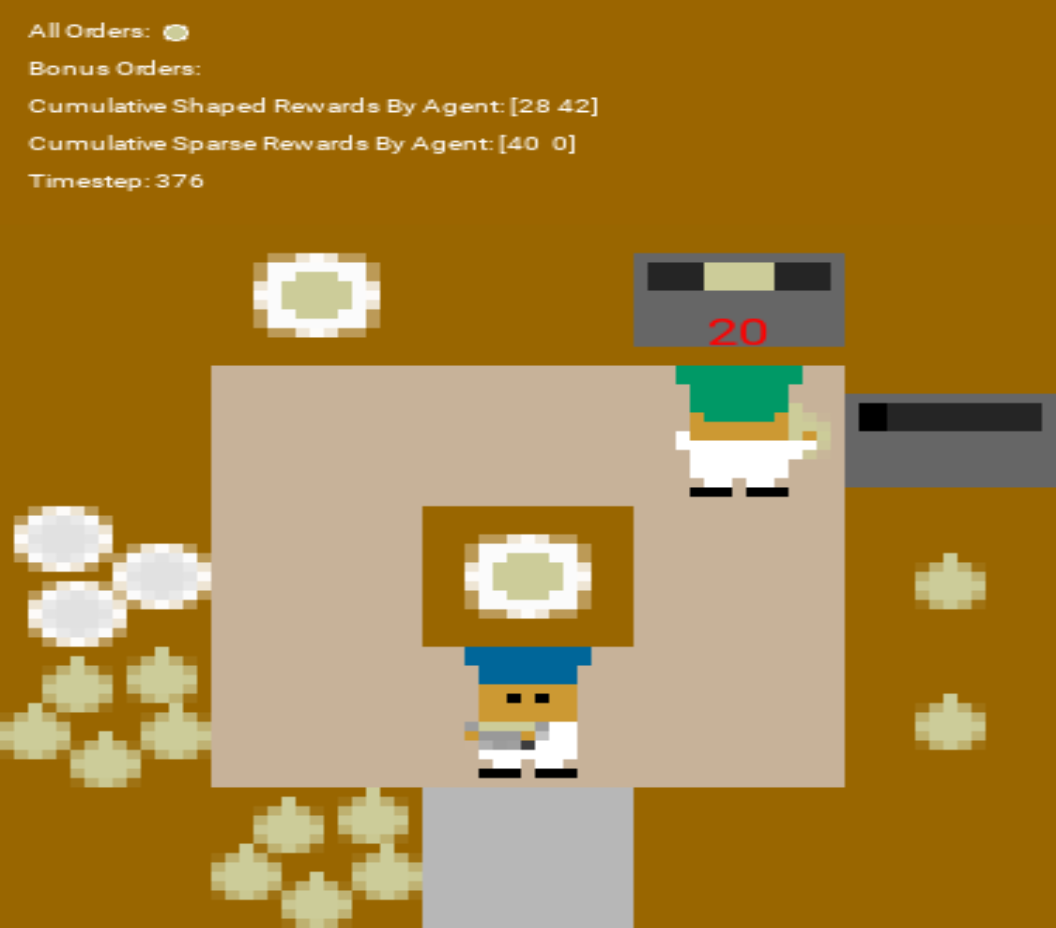 All Orders:
Bonus Orders:
Cumulative Shaped Rewards By Agent: [28 42]
Cumulative Sparse Rewards By Agent: [40  0]
Timestep: 376
20